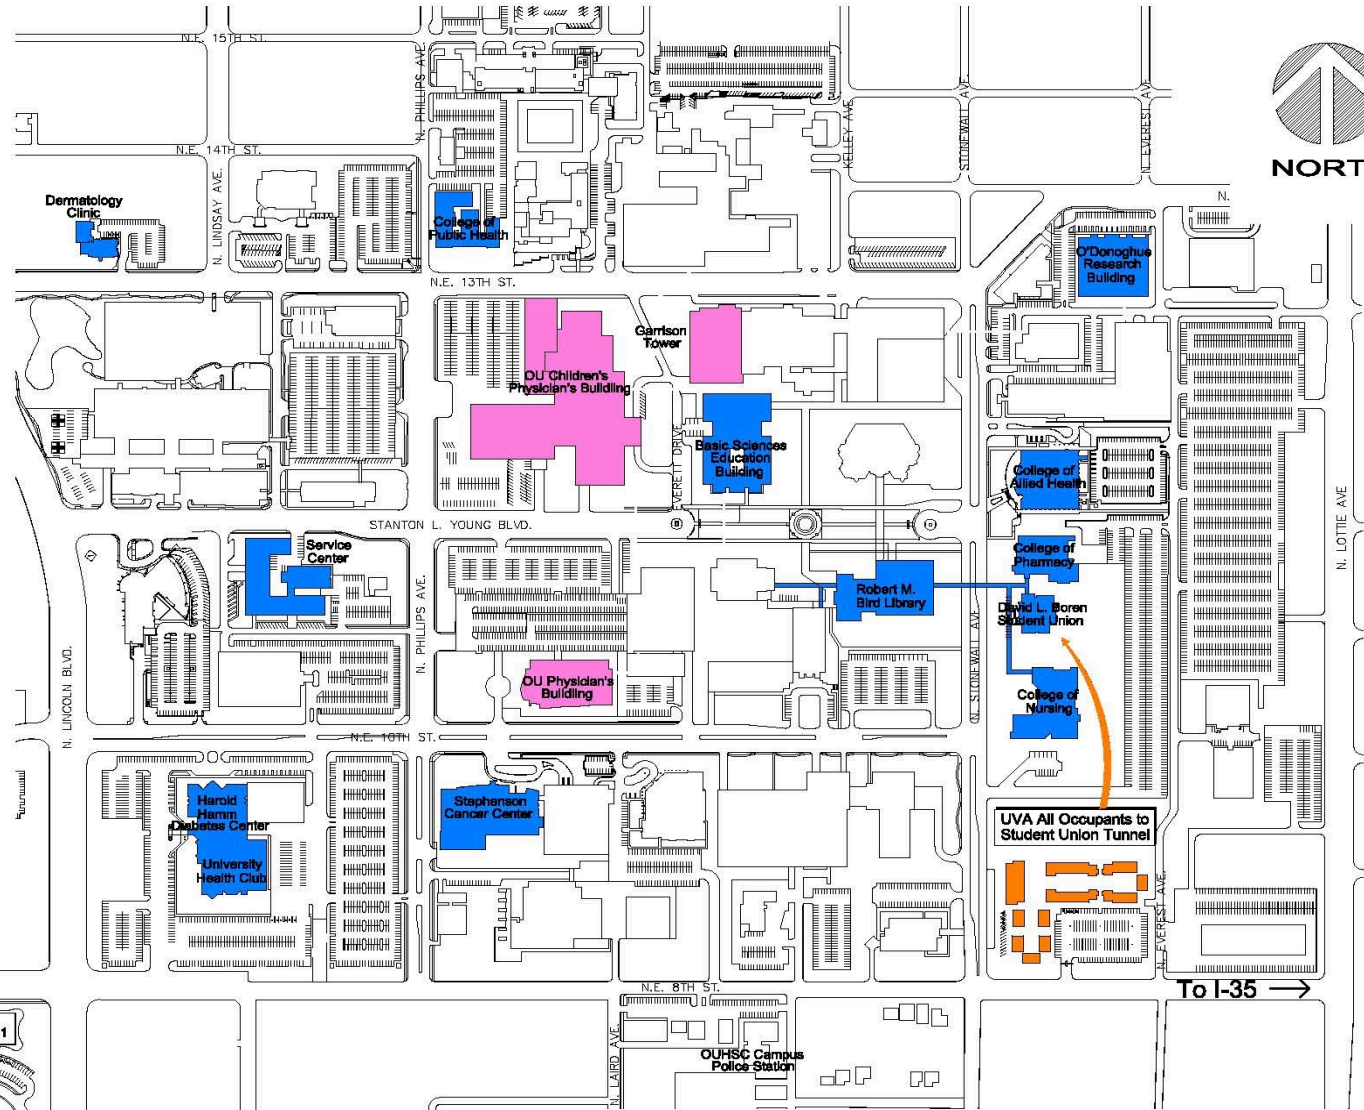 N.E. 15TH ST.
N. PHILLIPS AVE.
KELLEY AVE
STONEWALL AVE.
N. EVEREST AVE
NORT
N.E. 14TH ST.
N. LINDSAY AVE.
Dermatology
Clinic
College of
Public Health
N.
O'Donoghue
Research
Building
N.E. 13TH ST.
Garrison
Tower
OU Children's
Physician's Building
EVERETT DRIVE
Basic Sciences
Education
Building
College of
Allied Health
N. LOTTIE AVE
STANTON L. YOUNG BLVD.
Service
Center
College of
Pharmacy
N. PHILLIPS AVE.
Robert M.
Bird Library
David L. Boren
Student Union
N. STONEWALL AVE
N. LINCOLN BLVD.
OU Physician's
Building
College of
Nursing
N.E. 10TH ST.
Harold
Hamm
Diabetes Center
University
Health Club
Stephenson
Cancer Center
UVA All Occupants to
Student Union Tunnel
N. EVEREST AVE.
N.E. 8TH ST.
To I-35
1
N. LAIRD AVE.
OUHSC Campus
Police Station